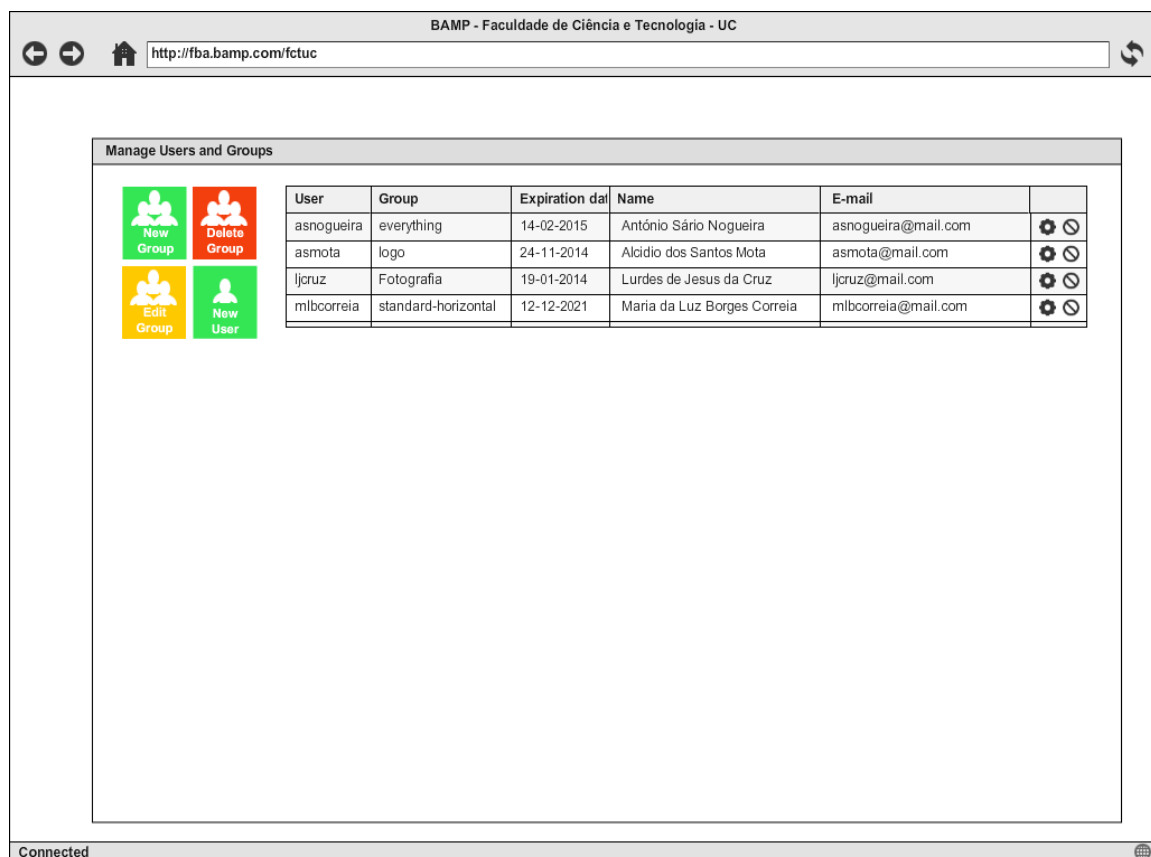 BAMP - Faculdade de Ciência e Tecnologia - UC
http://fba.bamp.com/fctuc
Manage Users and Groups
New Group
Delete Group
Edit Group
New User
User Group Expiration dat Name E-mail
asnogueira everything 14-02-2015 António Sário Nogueira asnogueira@mail.com
asmota logo 24-11-2014 Alcidio dos Santos Mota asmota@mail.com
ljcruz Fotografia 19-01-2014 Lurdes de Jesus da Cruz ljcruz@mail.com
mlbcorreia standard-horizontal 12-12-2021 Maria da Luz Borges Correia mlbcorreia@mail.com
Connected